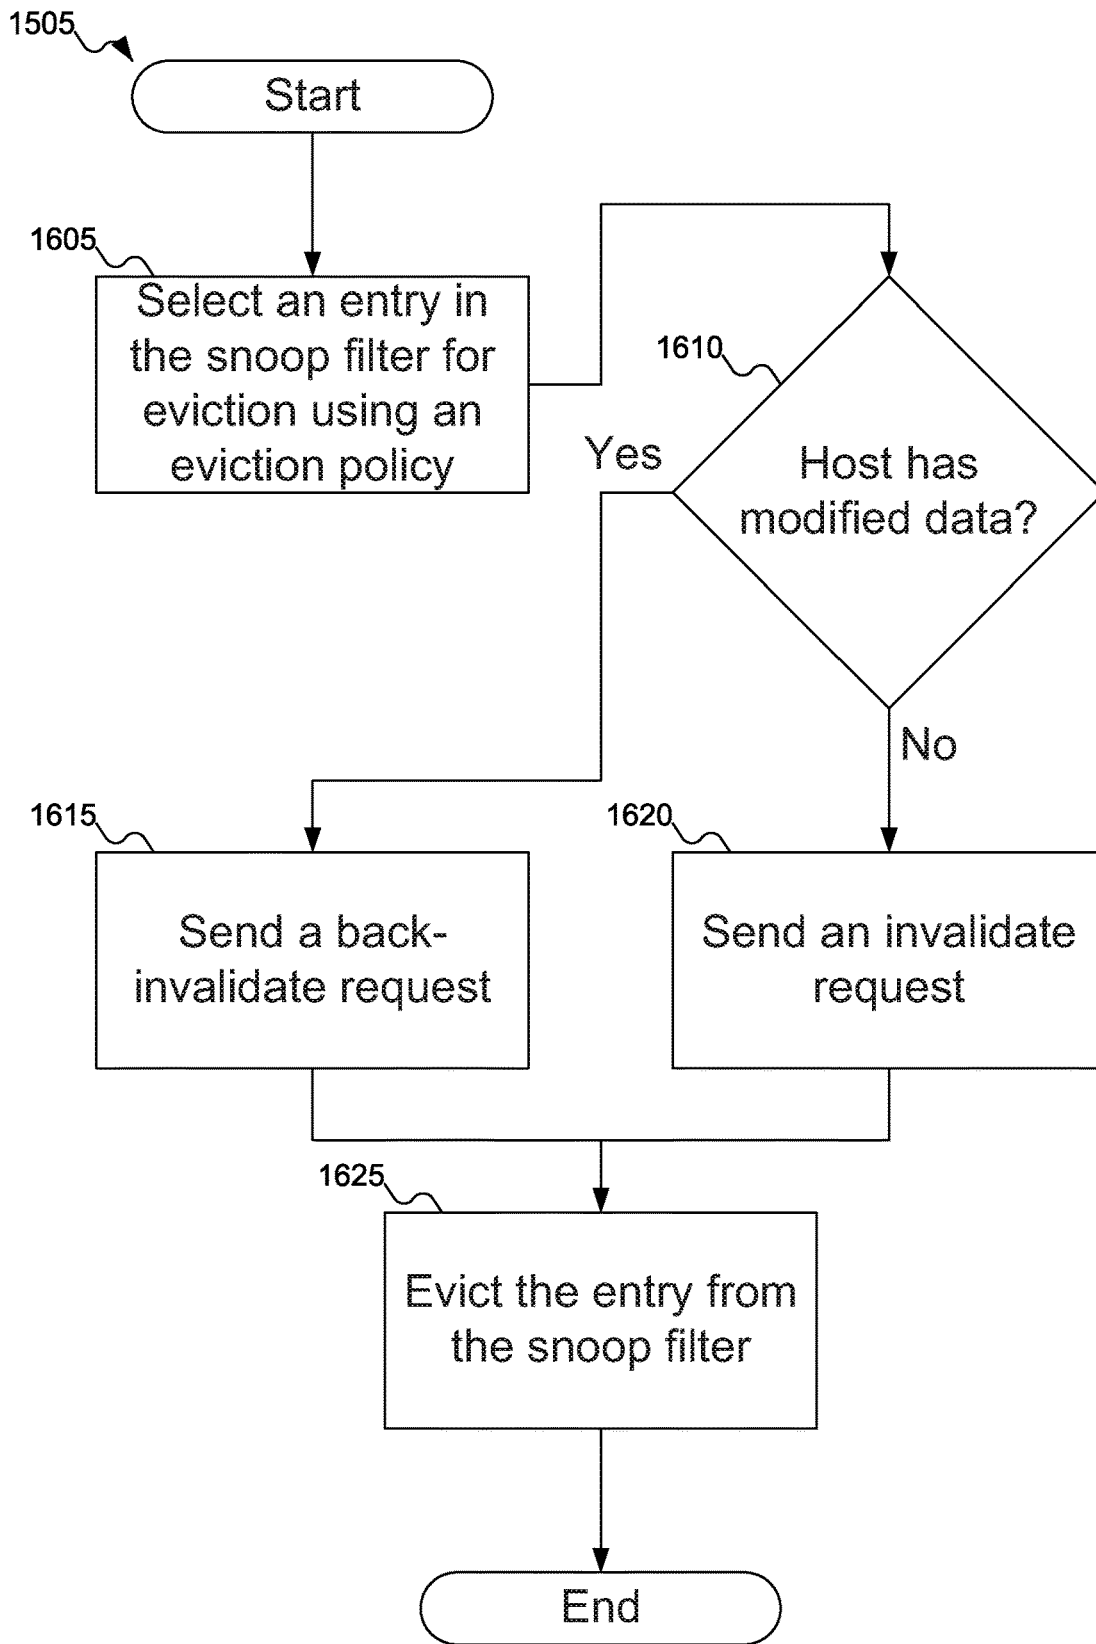 1505
Start
1605
Select an entry in
the snoop filter for
eviction using an
eviction policy
1610
Host has
modified data?
Yes
No
1615
Send a back-
invalidate request
1620
Send an invalidate
request
1625
Evict the entry from
the snoop filter
End